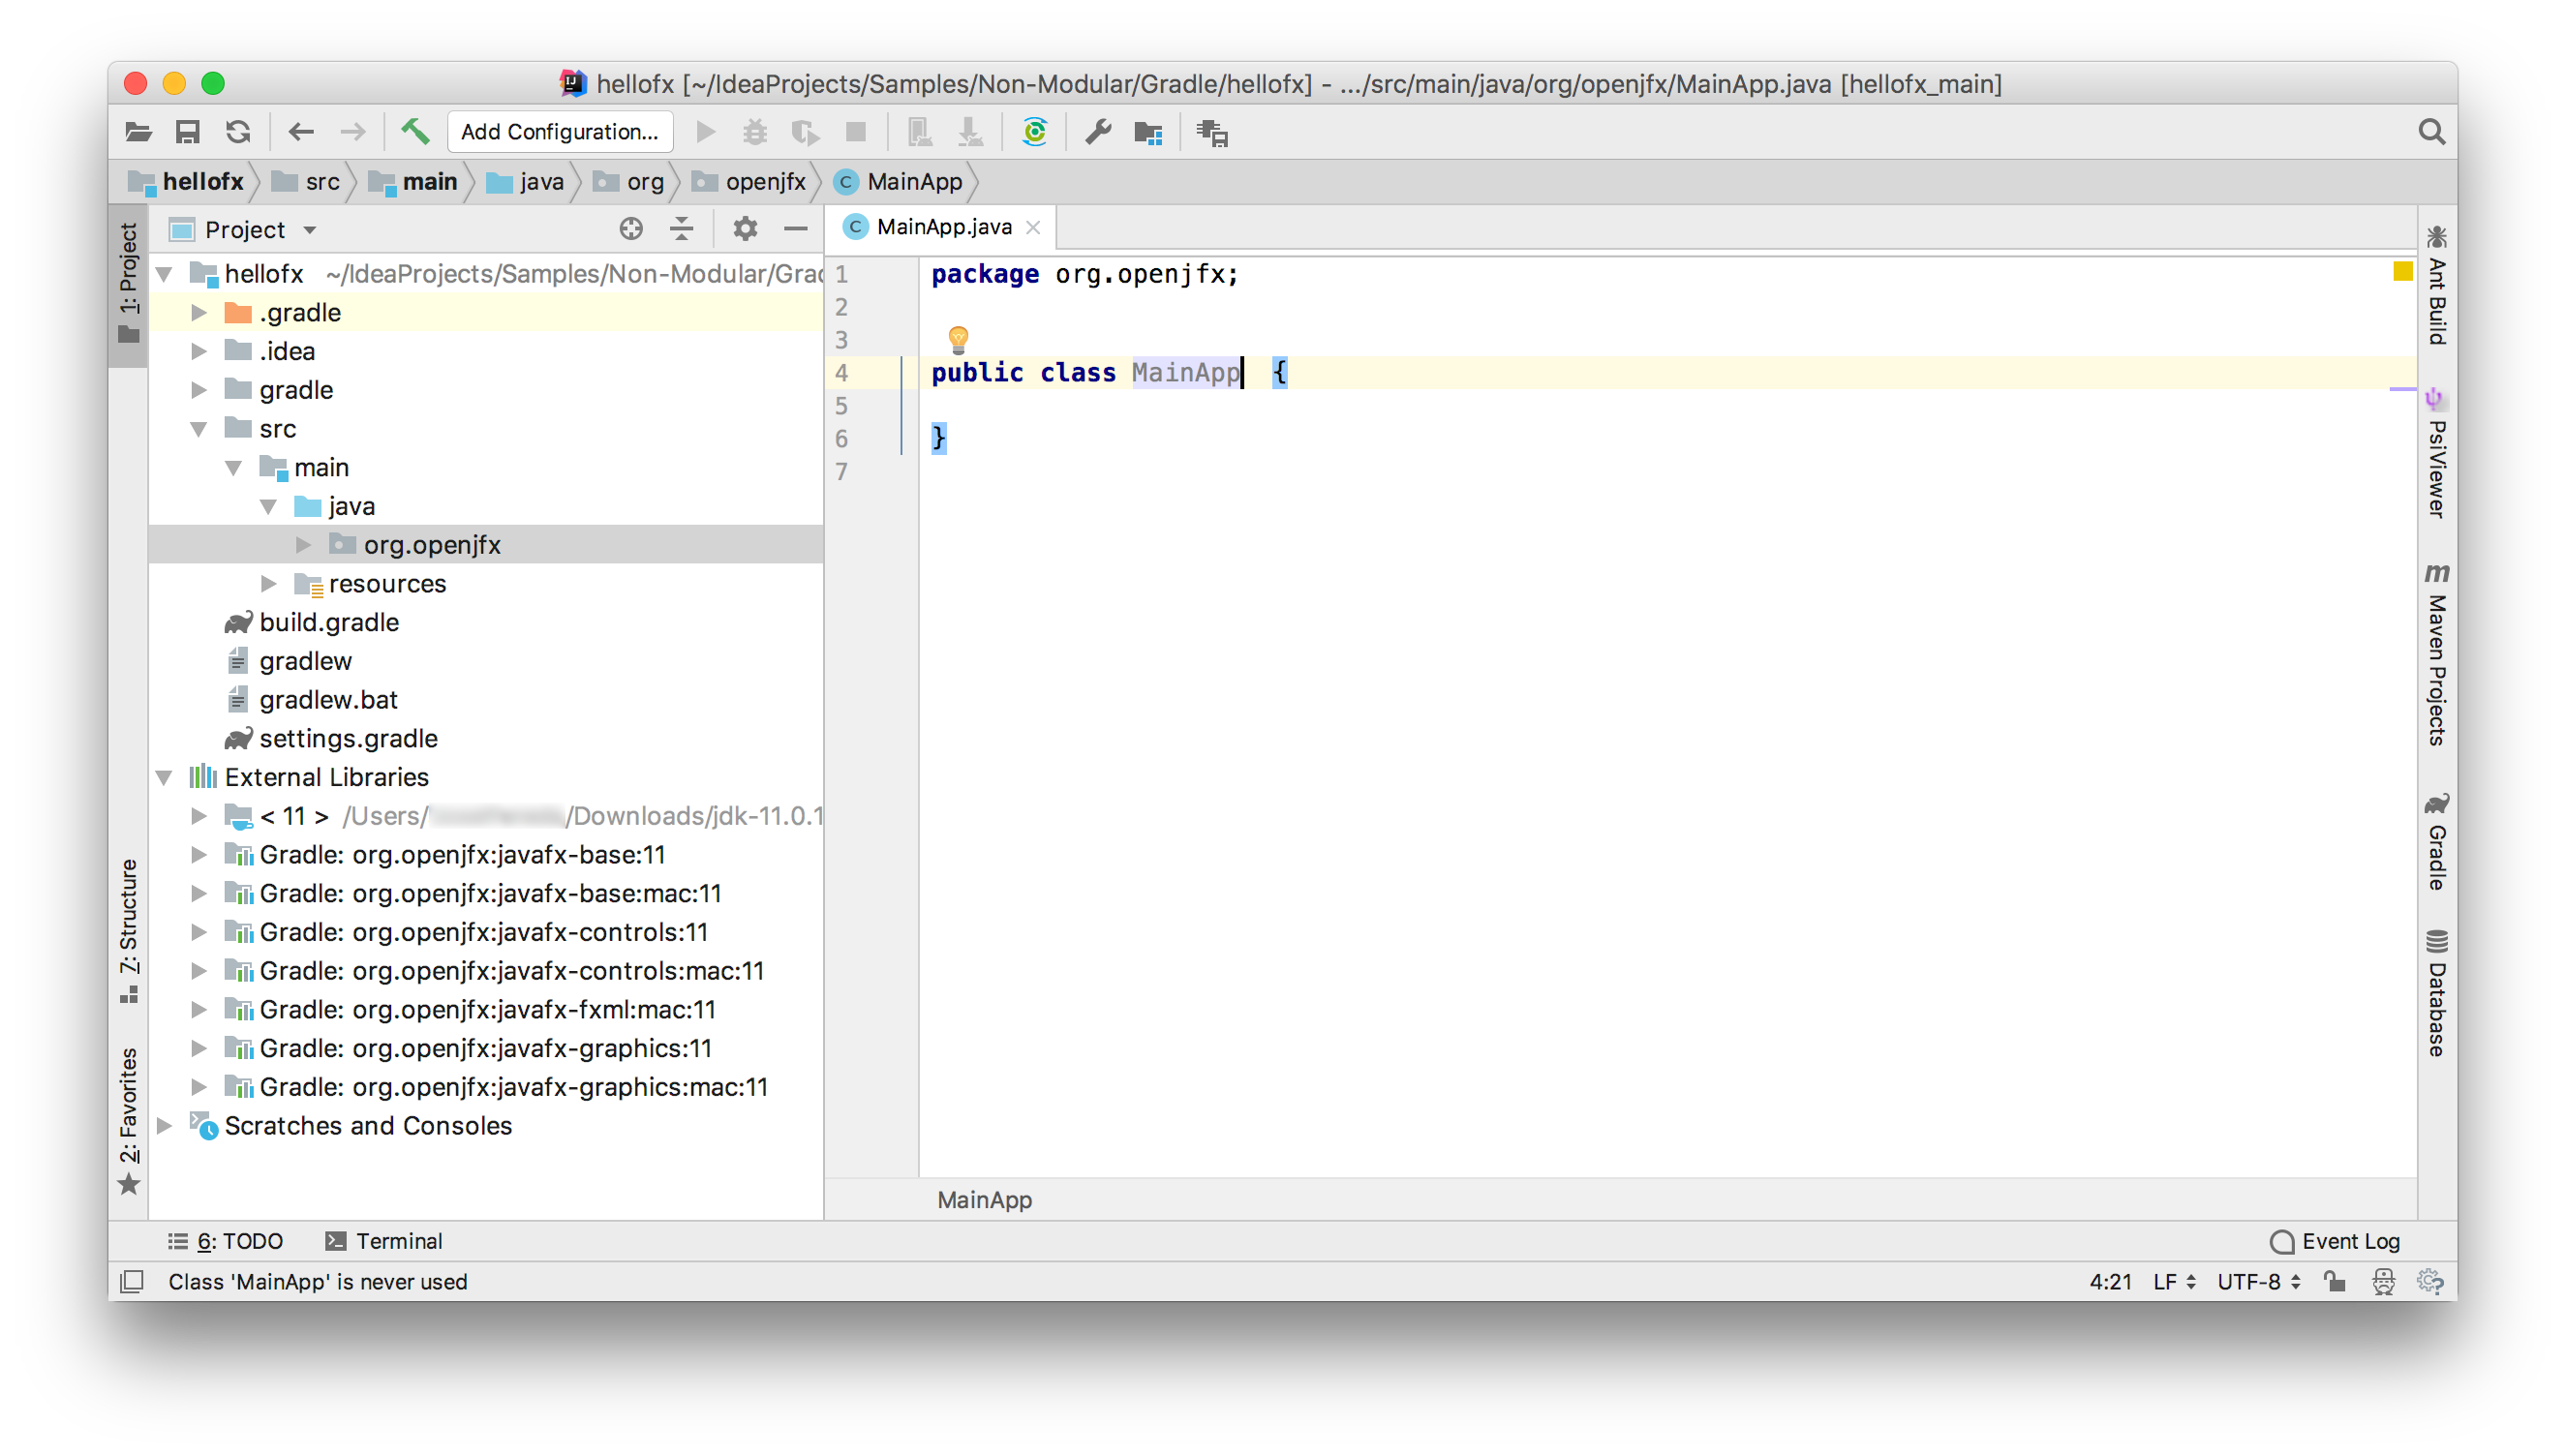 hellofx [~/IdeaProjects/Samples/Non-Modular/Gradle/hellofx] - .../src/main/java/org/openjfx/MainApp.java [hellofx_main]
Add Configuration...
hellofx src main java org openjfx C MainApp
1: Project
7: Structure
2: Favorites
Project
hellofx ~/IdeaProjects/Samples/Non-Modular/Grad
.gradle
.idea
gradle
src
main
java
org.openjfx
resources
build.gradle
gradlew
gradlew.bat
settings.gradle
External Libraries
< 11 > /Users/ /Downloads/jdk-11.0.1
Gradle: org.openjfx:javafx-base:11
Gradle: org.openjfx:javafx-base:mac:11
Gradle: org.openjfx:javafx-controls:11
Gradle: org.openjfx:javafx-controls:mac:11
Gradle: org.openjfx:javafx-fxml:mac:11
Gradle: org.openjfx:javafx-graphics:11
Gradle: org.openjfx:javafx-graphics:mac:11
Scratches and Consoles
C MainApp.java
1 package org.openjfx;
2
3
4 public class MainApp {
5
6 }
7
MainApp
Ant Build
PsiViewer
m Maven Projects
Gradle
Database
6: TODO Terminal Event Log
Class 'MainApp' is never used 4:21 LF UTF-8